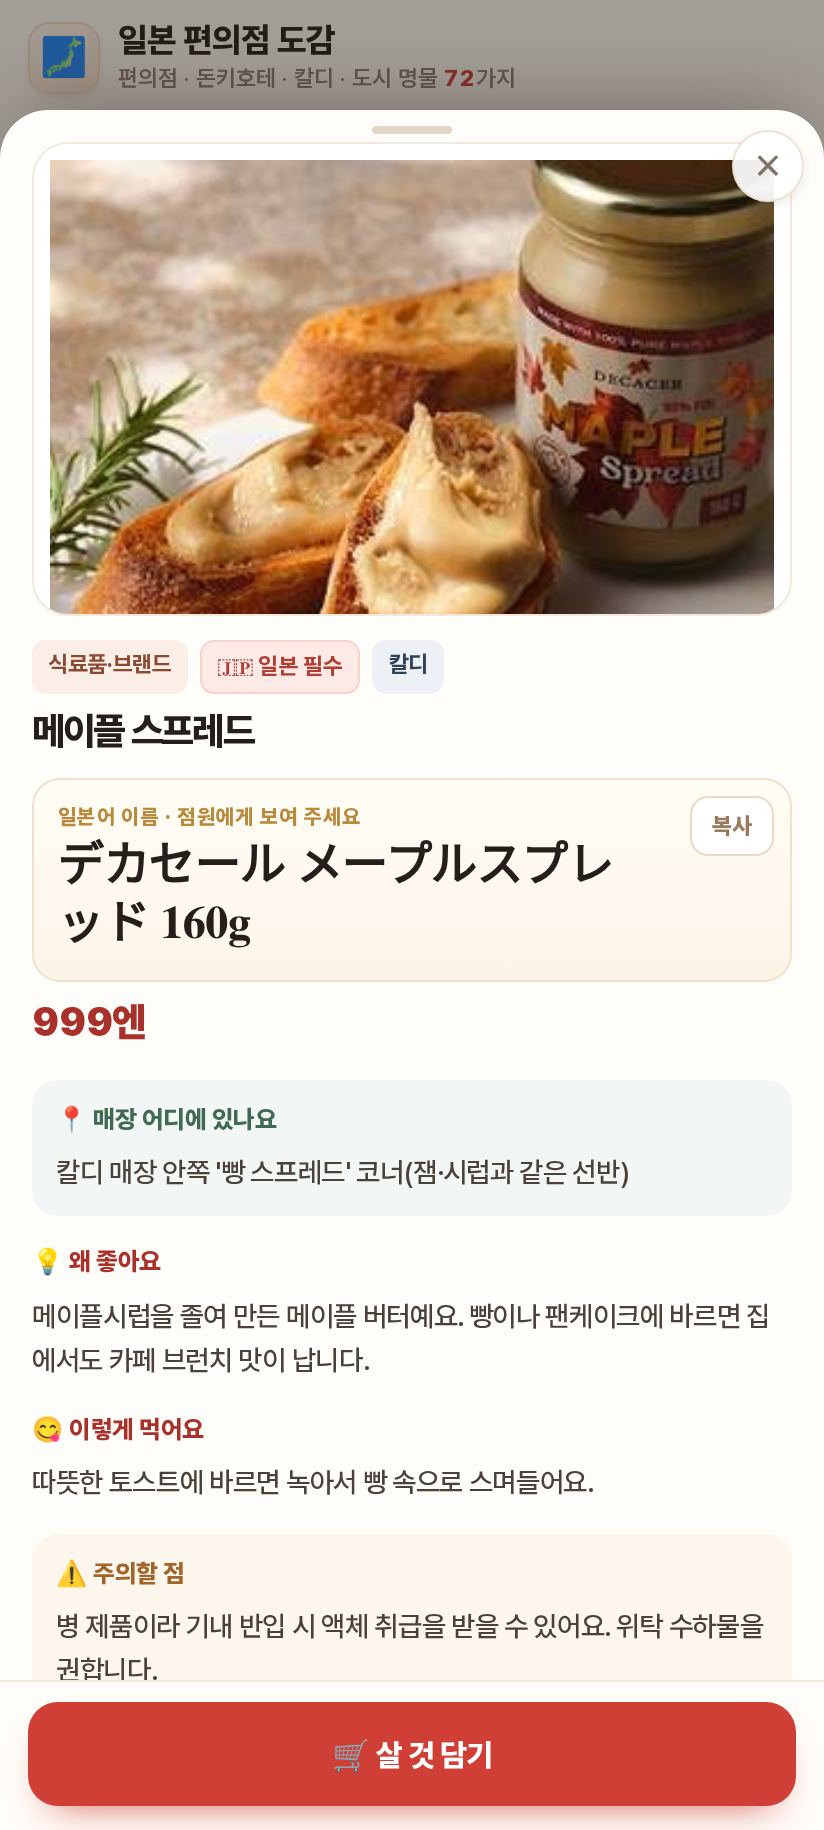 일본 편의점 도감
편의점 · 돈키호테 · 칼디 · 도시 명물 72가지
MADE WITH 100% PURE MAPLE
DECACER
MAPLE
Spread
식료품·브랜드
🇯🇵 일본 필수
칼디
메이플 스프레드
일본어 이름 · 점원에게 보여 주세요
복사
デカセール メープルスプレ
ッド 160g
999엔
📍 매장 어디에 있나요
칼디 매장 안쪽 '빵 스프레드' 코너(잼·시럽과 같은 선반)
💡 왜 좋아요
메이플시럽을 졸여 만든 메이플 버터예요. 빵이나 팬케이크에 바르면 집
에서도 카페 브런치 맛이 납니다.
😋 이렇게 먹어요
따뜻한 토스트에 바르면 녹아서 빵 속으로 스며들어요.
⚠️ 주의할 점
병 제품이라 기내 반입 시 액체 취급을 받을 수 있어요. 위탁 수하물을
권합니다.
🛒 살 것 담기